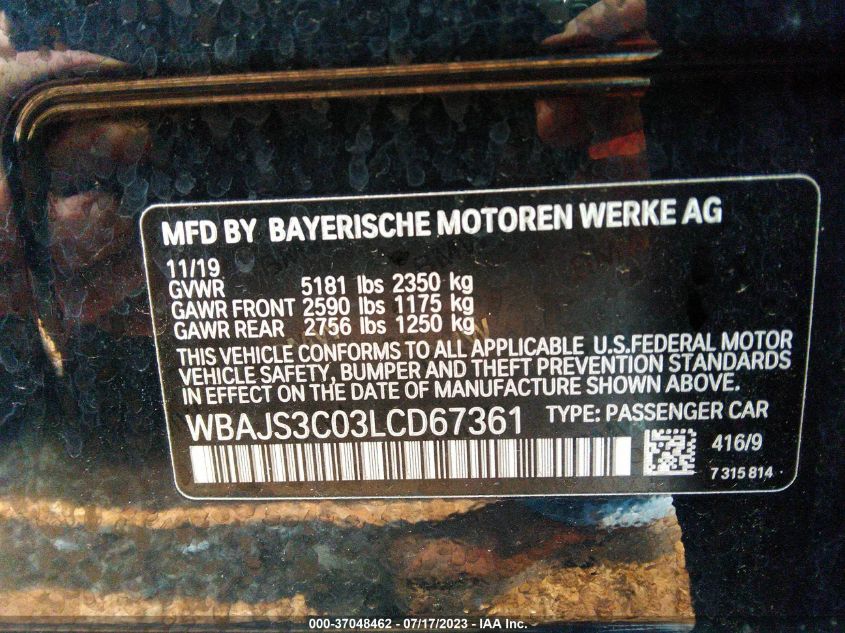 MFD BY BAYERISCHE MOTOREN WERKE AG
11/19
GVWR 5181 lbs 2350 kg
GAWR FRONT 2590 lbs 1175 kg
GAWR REAR 2756 lbs 1250 kg
THIS VEHICLE CONFORMS TO ALL APPLICABLE U.S.FEDERAL MOTOR
VEHICLE SAFETY, BUMPER AND THEFT PREVENTION STANDARDS
IN EFFECT ON THE DATE OF MANUFACTURE SHOWN ABOVE.
WBAJS3C03LCD67361 TYPE: PASSENGER CAR
416/9
7 315 814
000-37048462 - 07/17/2023 - IAA Inc.